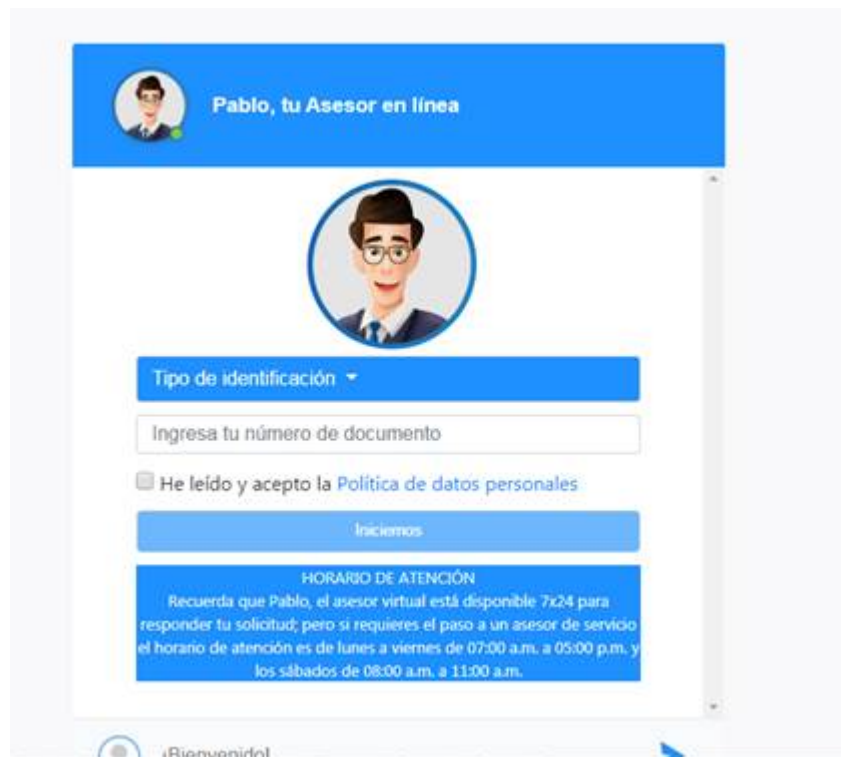 Pablo, tu Asesor en línea
Tipo de identificación
Ingresa tu número de documento
He leído y acepto la Política de datos personales
Iniciemos
HORARIO DE ATENCIÓN
Recuerda que Pablo, el asesor virtual está disponible 7x24 para
responder tu solicitud; pero si requieres el paso a un asesor de servicio
el horario de atención es de lunes a viernes de 07:00 a.m. a 05:00 p.m. y
los sábados de 08:00 a.m. a 11:00 a.m.
¡Bienvenido!